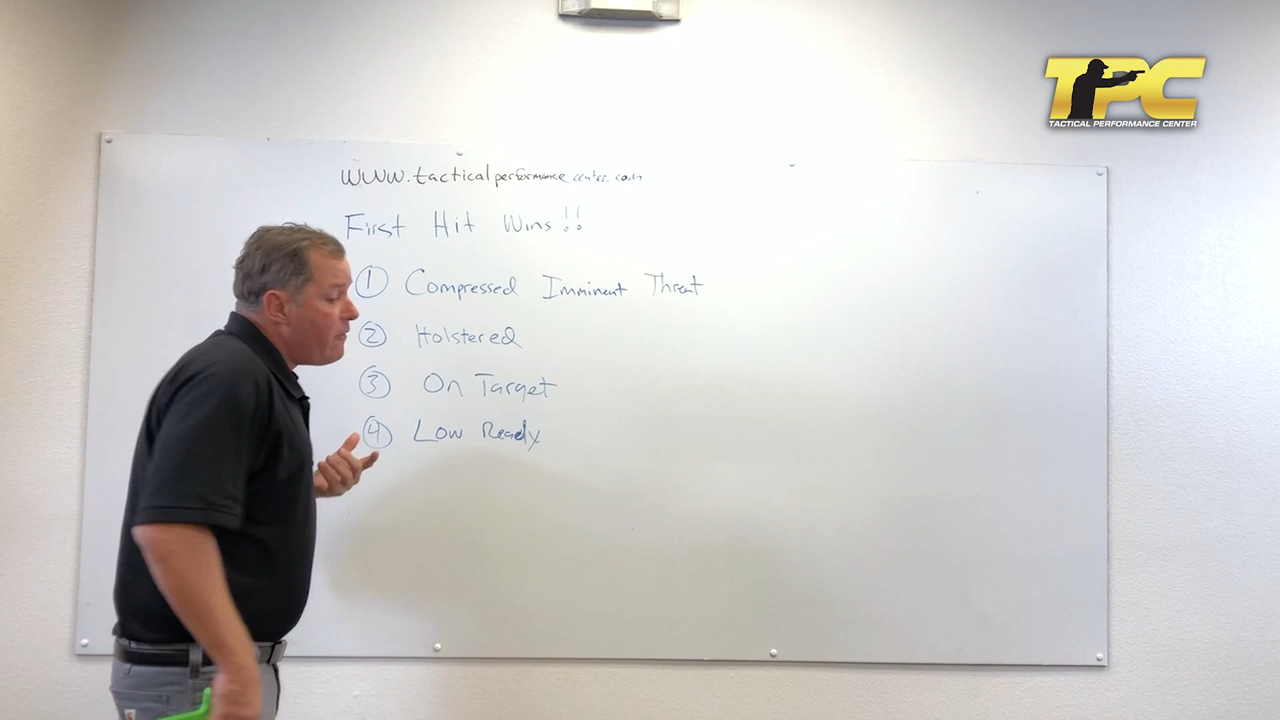 TPC
TACTICAL PERFORMANCE CENTER
www.tacticalperformancecenter.com
First Hit Wins!!
1 Compressed Imminent Threat
2 Holstered
3 On Target
4 Low Ready